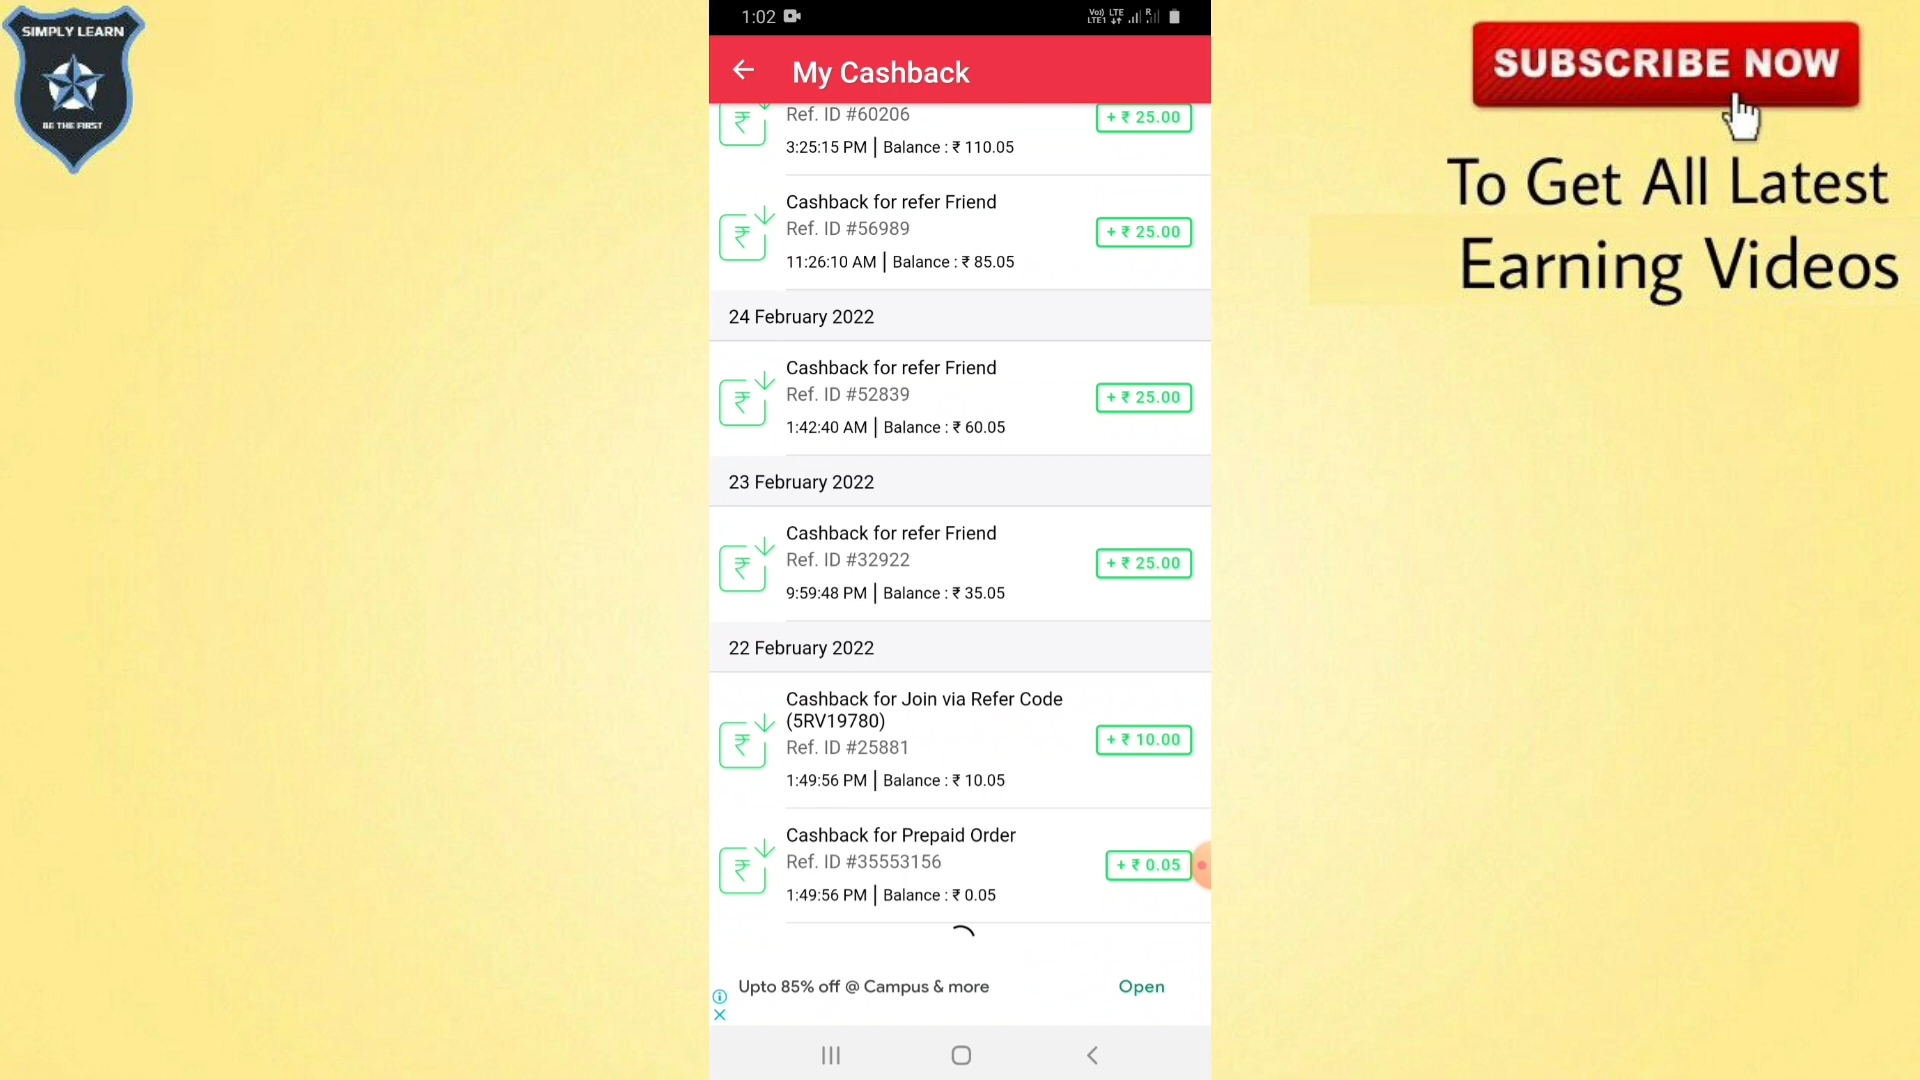 SIMPLY LEARN
BE THE FIRST
1:02
Vo) LTE
LTE1 R
My Cashback
Ref. ID #60206
+ ₹ 25.00
3:25:15 PM | Balance : ₹ 110.05
Cashback for refer Friend
Ref. ID #56989
+ ₹ 25.00
11:26:10 AM | Balance : ₹ 85.05
24 February 2022
Cashback for refer Friend
Ref. ID #52839
+ ₹ 25.00
1:42:40 AM | Balance : ₹ 60.05
23 February 2022
Cashback for refer Friend
Ref. ID #32922
+ ₹ 25.00
9:59:48 PM | Balance : ₹ 35.05
22 February 2022
Cashback for Join via Refer Code
(5RV19780)
Ref. ID #25881
+ ₹ 10.00
1:49:56 PM | Balance : ₹ 10.05
Cashback for Prepaid Order
Ref. ID #35553156
+ ₹ 0.05
1:49:56 PM | Balance : ₹ 0.05
Upto 85% off @ Campus & more
Open
SUBSCRIBE NOW
To Get All Latest
Earning Videos